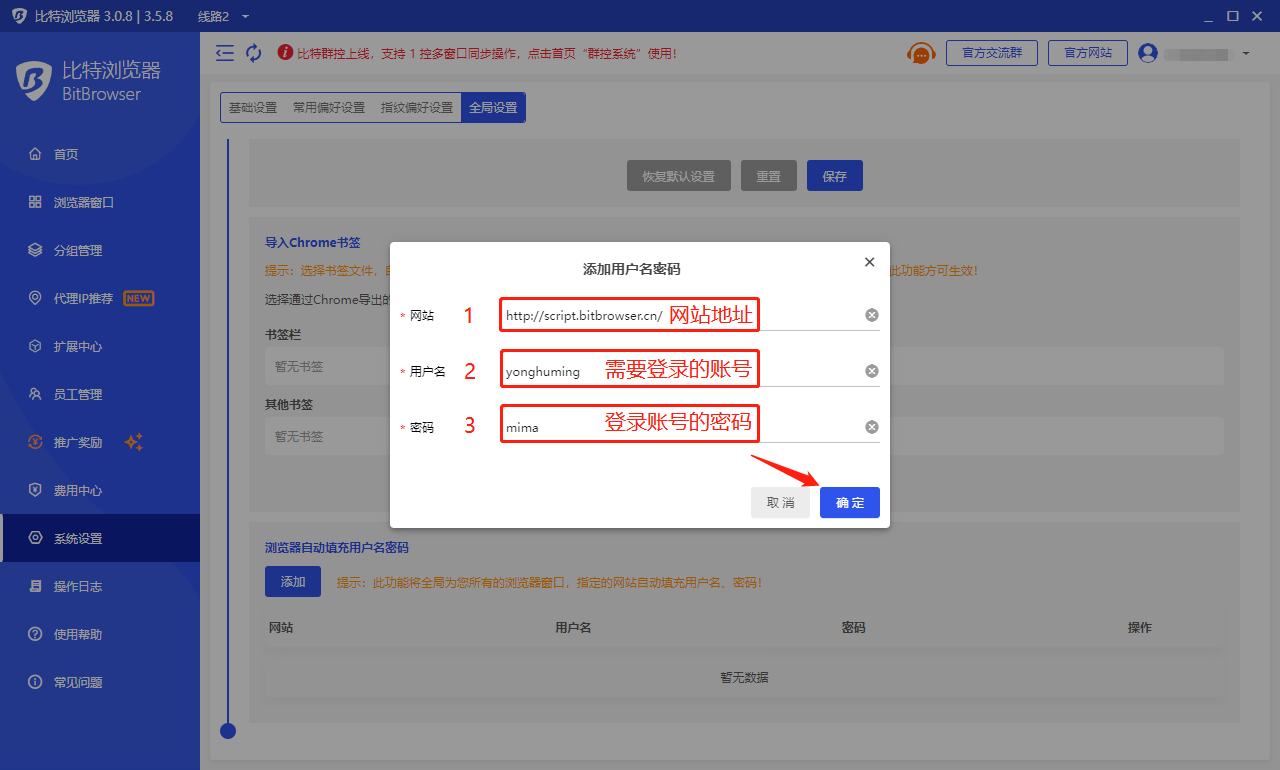 比特浏览器 3.0.8 | 3.5.8 线路2
比特浏览器
BitBrowser
首页
浏览器窗口
分组管理
代理IP推荐 NEW
扩展中心
员工管理
推广奖励
费用中心
系统设置
操作日志
使用帮助
常见问题
比特群控上线，支持 1 控多窗口同步操作，点击首页“群控系统”使用！
官方交流群
官方网站
基础设置 常用偏好设置 指纹偏好设置 全局设置
恢复默认设置 重置 保存
导入Chrome书签
提示：选择书签文件，
此功能方可生效！
选择通过Chrome导出的
书签栏
暂无书签
其他书签
暂无书签
添加用户名密码
* 网站 1 http://script.bitbrowser.cn/ 网站地址
* 用户名 2 yonghuming 需要登录的账号
* 密码 3 mima 登录账号的密码
取消 确定
浏览器自动填充用户名密码
添加 提示：此功能将全局为您所有的浏览器窗口，指定的网站自动填充用户名、密码！
网站 用户名 密码 操作
暂无数据